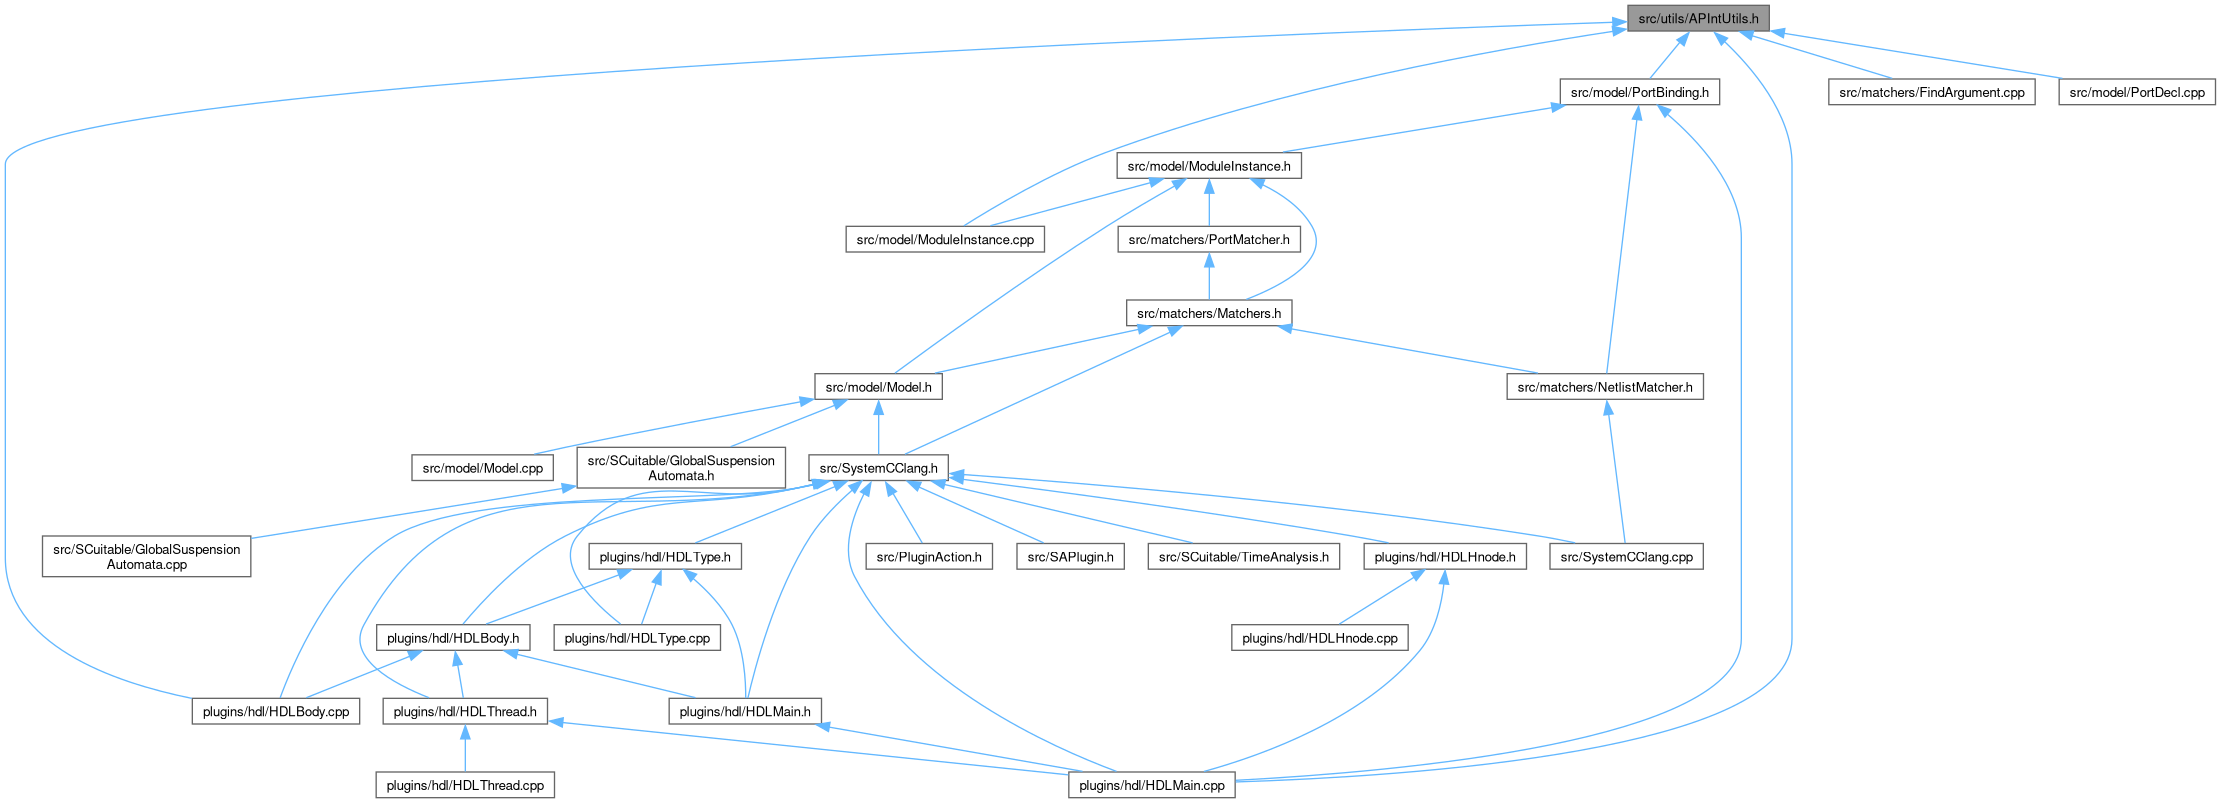 src/utils/APIntUtils.h
src/model/PortBinding.h
src/matchers/FindArgument.cpp
src/model/PortDecl.cpp
src/model/ModuleInstance.h
src/model/ModuleInstance.cpp
src/matchers/PortMatcher.h
src/matchers/Matchers.h
src/model/Model.h
src/matchers/NetlistMatcher.h
src/model/Model.cpp
src/SCuitable/GlobalSuspension
Automata.h
src/SystemCClang.h
src/SCuitable/GlobalSuspension
Automata.cpp
plugins/hdl/HDLType.h
src/PluginAction.h
src/SAPlugin.h
src/SCuitable/TimeAnalysis.h
plugins/hdl/HDLHnode.h
src/SystemCClang.cpp
plugins/hdl/HDLBody.h
plugins/hdl/HDLType.cpp
plugins/hdl/HDLHnode.cpp
plugins/hdl/HDLBody.cpp
plugins/hdl/HDLThread.h
plugins/hdl/HDLMain.h
plugins/hdl/HDLThread.cpp
plugins/hdl/HDLMain.cpp